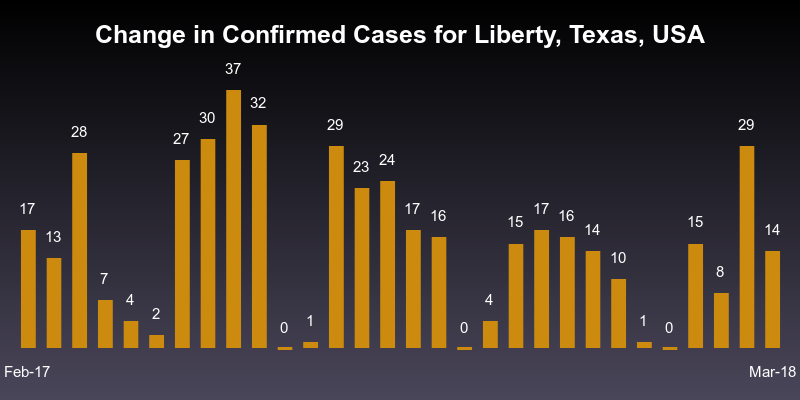 Change in Confirmed Cases for Liberty, Texas, USA
17 13 28 7 4 2 27 30 37 32 0 1 29 23 24 17 16 0 4 15 17 16 14 10 1 0 15 8 29 14
Feb-17 Mar-18